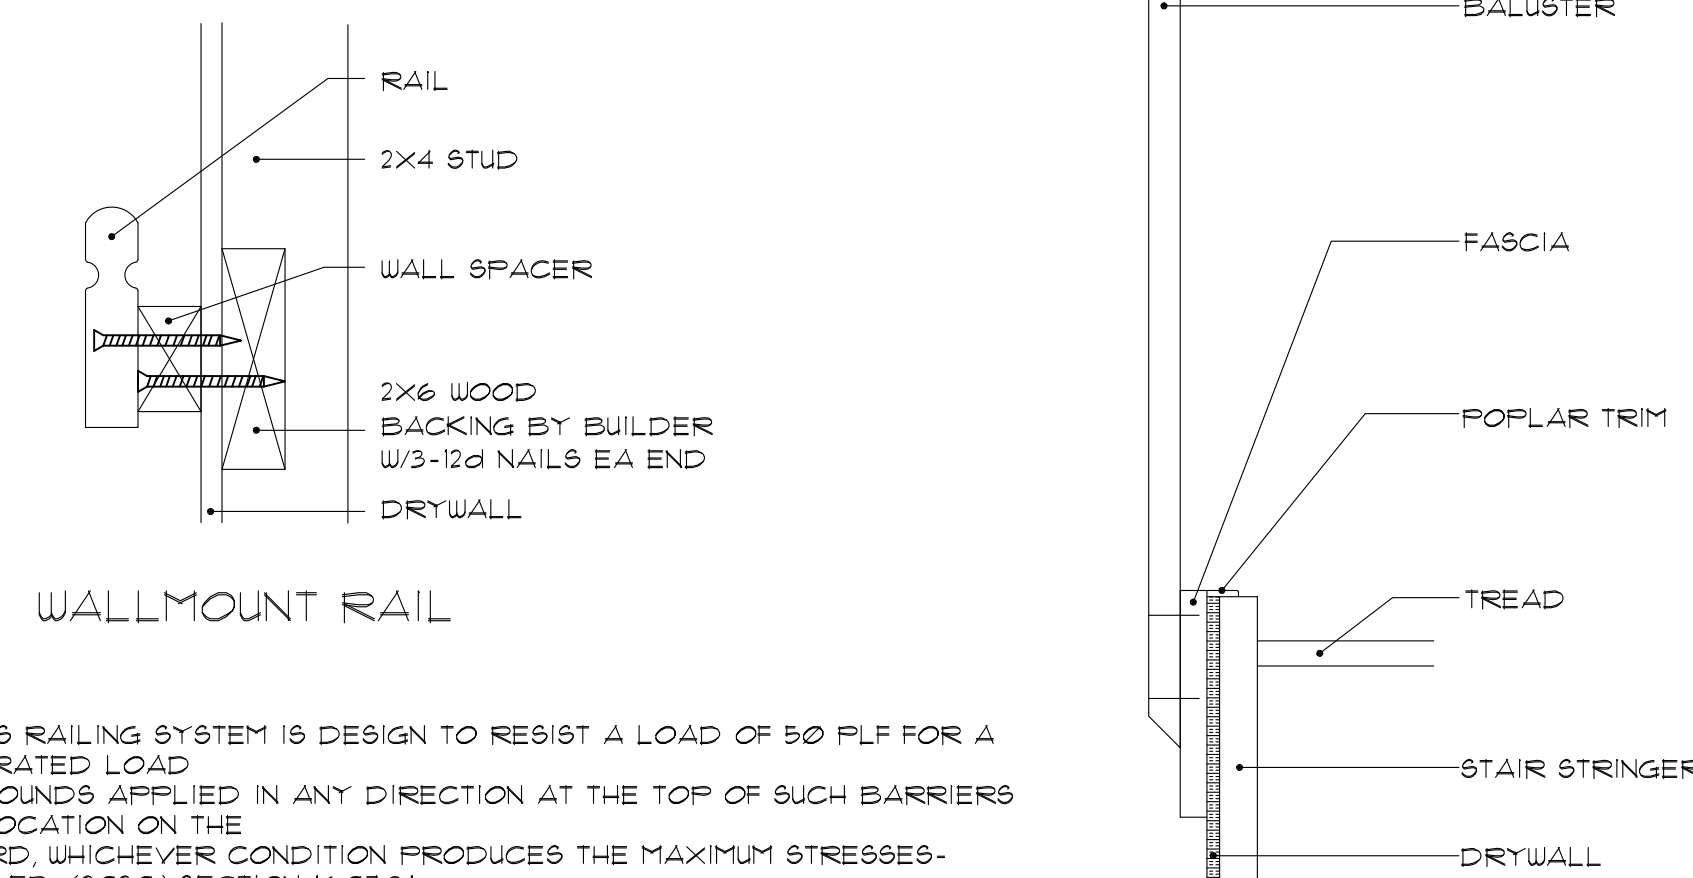 RAIL
2X4 STUD
WALL SPACER
2X6 WOOD
BACKING BY BUILDER
W/3-12d NAILS EA END
DRYWALL
WALLMOUNT RAIL
S RAILING SYSTEM IS DESIGN TO RESIST A LOAD OF 50 PLF FOR A
RATED LOAD
OUNDS APPLIED IN ANY DIRECTION AT THE TOP OF SUCH BARRIERS
OCATION ON THE
RD, WHICHEVER CONDITION PRODUCES THE MAXIMUM STRESSES-
BALUSTER
FASCIA
POPLAR TRIM
TREAD
STAIR STRINGER
DRYWALL